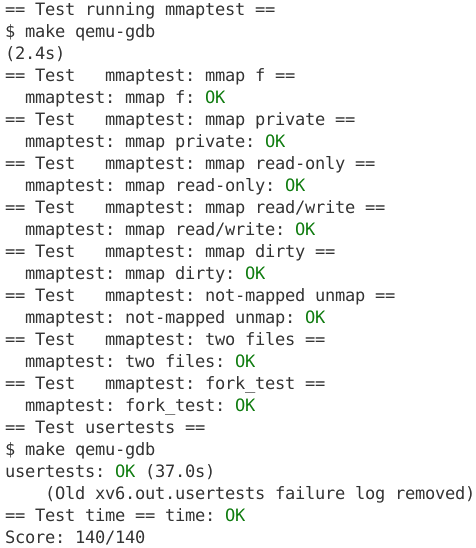 == Test running mmaptest ==
$ make qemu-gdb
(2.4s)
== Test   mmaptest: mmap f ==
  mmaptest: mmap f: OK
== Test   mmaptest: mmap private ==
  mmaptest: mmap private: OK
== Test   mmaptest: mmap read-only ==
  mmaptest: mmap read-only: OK
== Test   mmaptest: mmap read/write ==
  mmaptest: mmap read/write: OK
== Test   mmaptest: mmap dirty ==
  mmaptest: mmap dirty: OK
== Test   mmaptest: not-mapped unmap ==
  mmaptest: not-mapped unmap: OK
== Test   mmaptest: two files ==
  mmaptest: two files: OK
== Test   mmaptest: fork_test ==
  mmaptest: fork_test: OK
== Test usertests ==
$ make qemu-gdb
usertests: OK (37.0s)
    (Old xv6.out.usertests failure log removed)
== Test time == time: OK
Score: 140/140